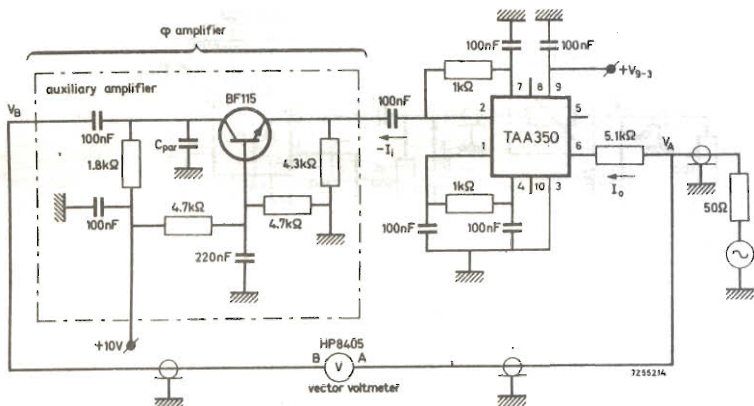 φ amplifier
auxiliary amplifier
V_B
100nF
1.8kΩ
C_par
BF115
4.3kΩ
100nF
4.7kΩ
4.7kΩ
220nF
+10V
100nF
-I_i
1kΩ
100nF
100nF
+V_9-3
7 8 9
2
5
TAA350
1
6
4 10 3
5.1kΩ
V_A
I_o
1kΩ
100nF
100nF
50Ω
HP8405
B V A
vector voltmeter
7255214